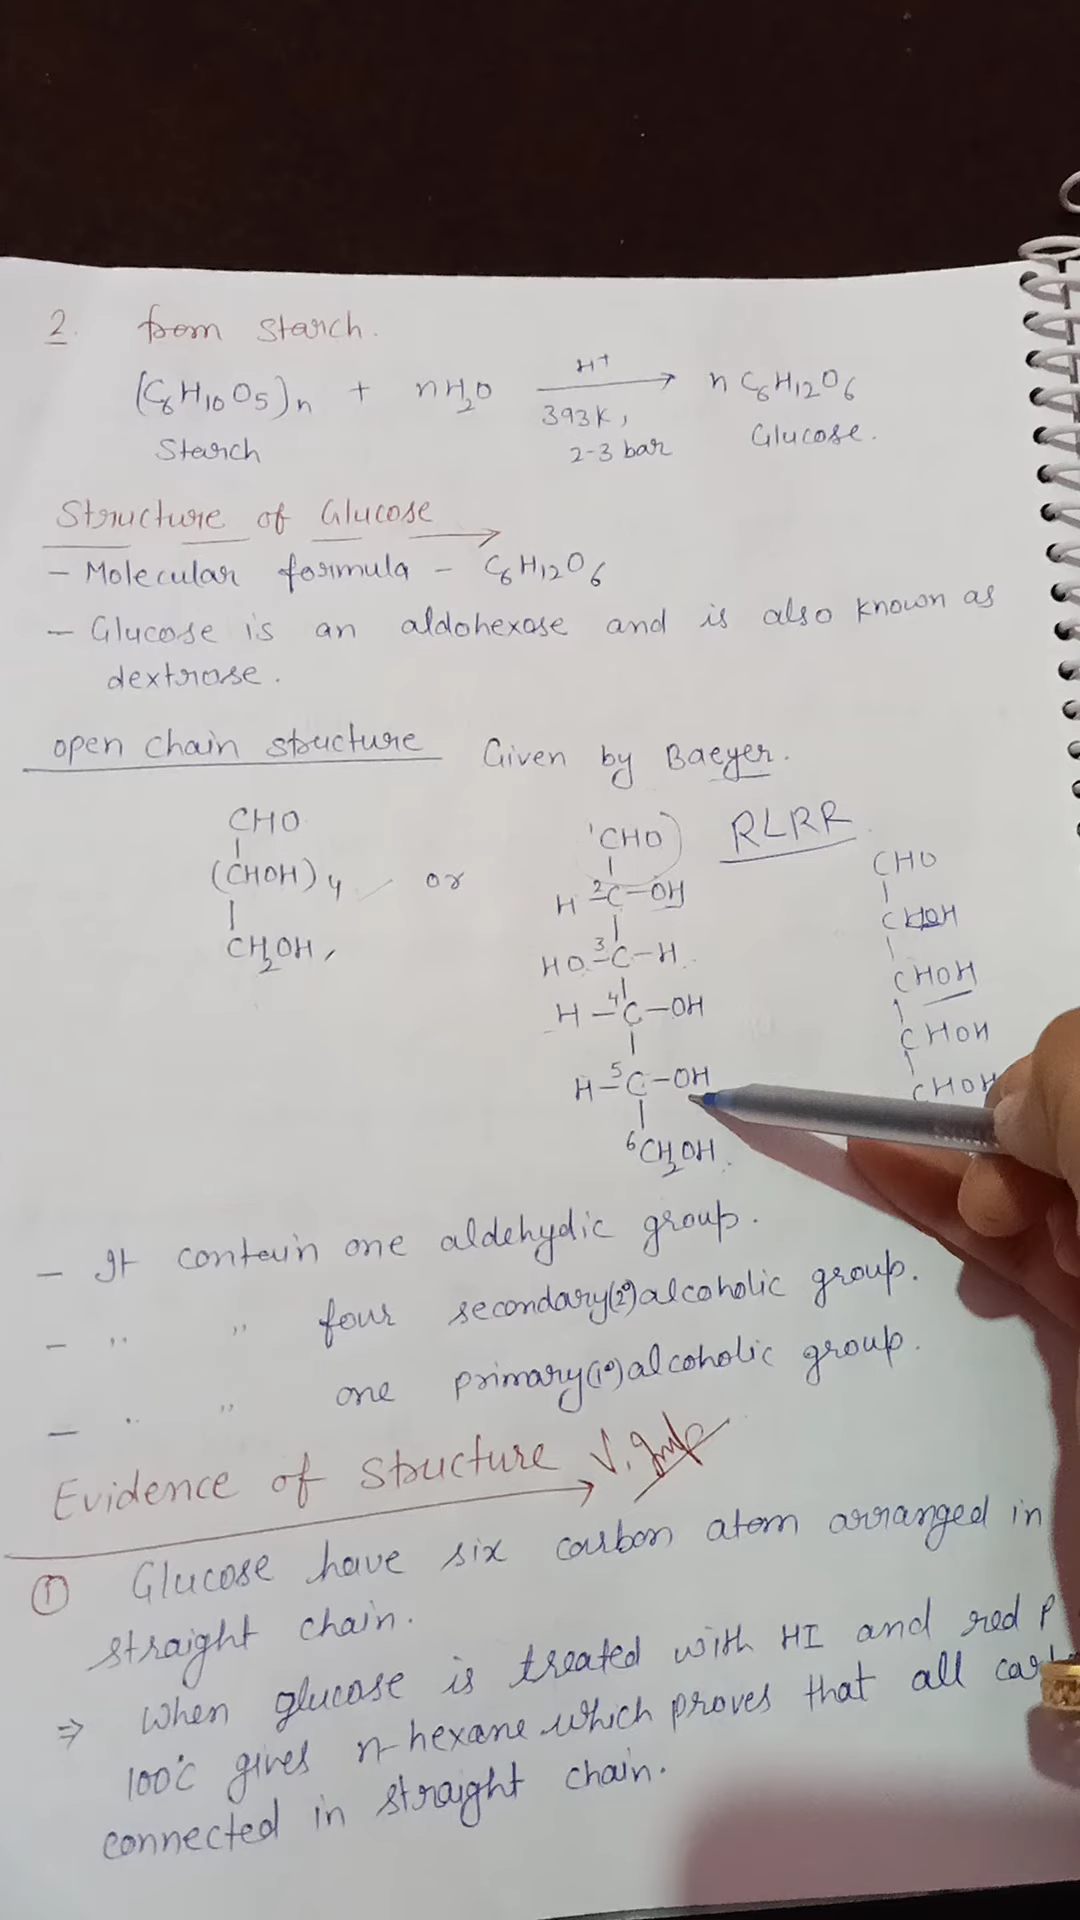 2. from starch.
(C6H10O5)n + nH2O H+ → n C6H12O6
393K,
2-3 bar
Starch Glucose.
Structure of Glucose
- Molecular formula - C6H12O6
- Glucose is an aldohexose and is also known as
dextrose.
open chain structure Given by Baeyer.
CHO
(CHOH)4
CH2OH,
or
1CHO
H-2C-OH
HO-3C-H
H-4C-OH
H-5C-OH
6CH2OH.
RLRR
CHO
CHOH
CHOH
CHOH
CHOH
- It contain one aldehydic group.
- ,, ,, four secondary(2°)alcoholic group.
- ,, ,, one primary(1°)alcoholic group.
Evidence of structure V. Imp
① Glucose have six carbon atom arranged in
straight chain.
⇒ When glucose is treated with HI and red P
100°C gives n-hexane which proves that all
connected in straight chain.